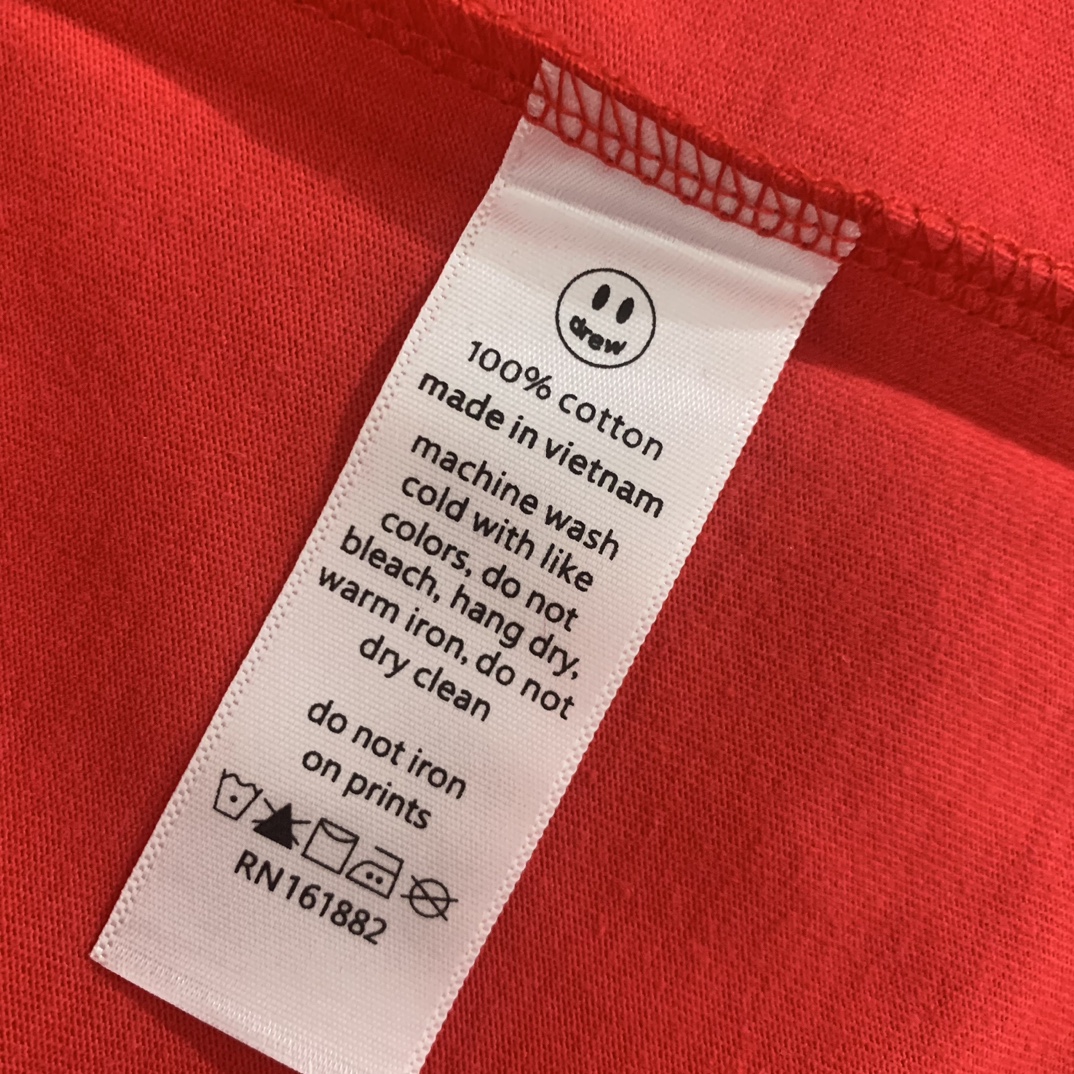 drew
100% cotton
made in vietnam
machine wash
cold with like
colors, do not
bleach, hang dry,
warm iron, do not
dry clean
do not iron
on prints
RN161882